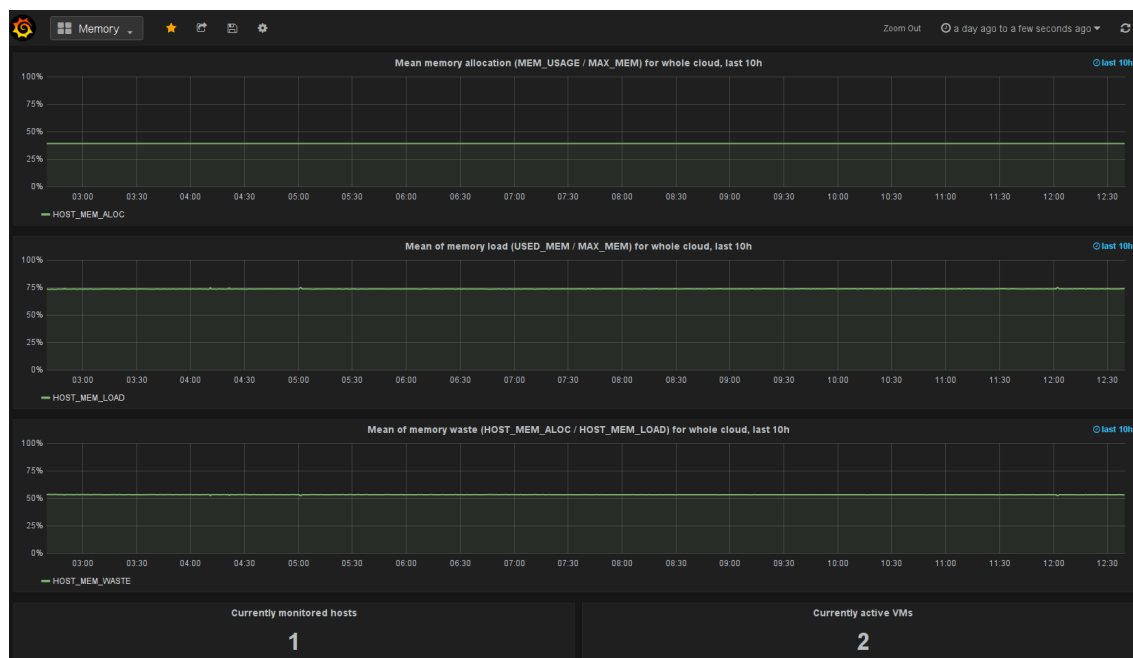 Memory
Zoom Out a day ago to a few seconds ago
Mean memory allocation (MEM_USAGE / MAX_MEM) for whole cloud, last 10h
last 10h
100%
75%
50%
25%
0%
03:00 03:30 04:00 04:30 05:00 05:30 06:00 06:30 07:00 07:30 08:00 08:30 09:00 09:30 10:00 10:30 11:00 11:30 12:00 12:30
HOST_MEM_ALOC
Mean of memory load (USED_MEM / MAX_MEM) for whole cloud, last 10h
last 10h
100%
75%
50%
25%
0%
03:00 03:30 04:00 04:30 05:00 05:30 06:00 06:30 07:00 07:30 08:00 08:30 09:00 09:30 10:00 10:30 11:00 11:30 12:00 12:30
HOST_MEM_LOAD
Mean of memory waste (HOST_MEM_ALOC / HOST_MEM_LOAD) for whole cloud, last 10h
last 10h
100%
75%
50%
25%
0%
03:00 03:30 04:00 04:30 05:00 05:30 06:00 06:30 07:00 07:30 08:00 08:30 09:00 09:30 10:00 10:30 11:00 11:30 12:00 12:30
HOST_MEM_WASTE
Currently monitored hosts
1
Currently active VMs
2